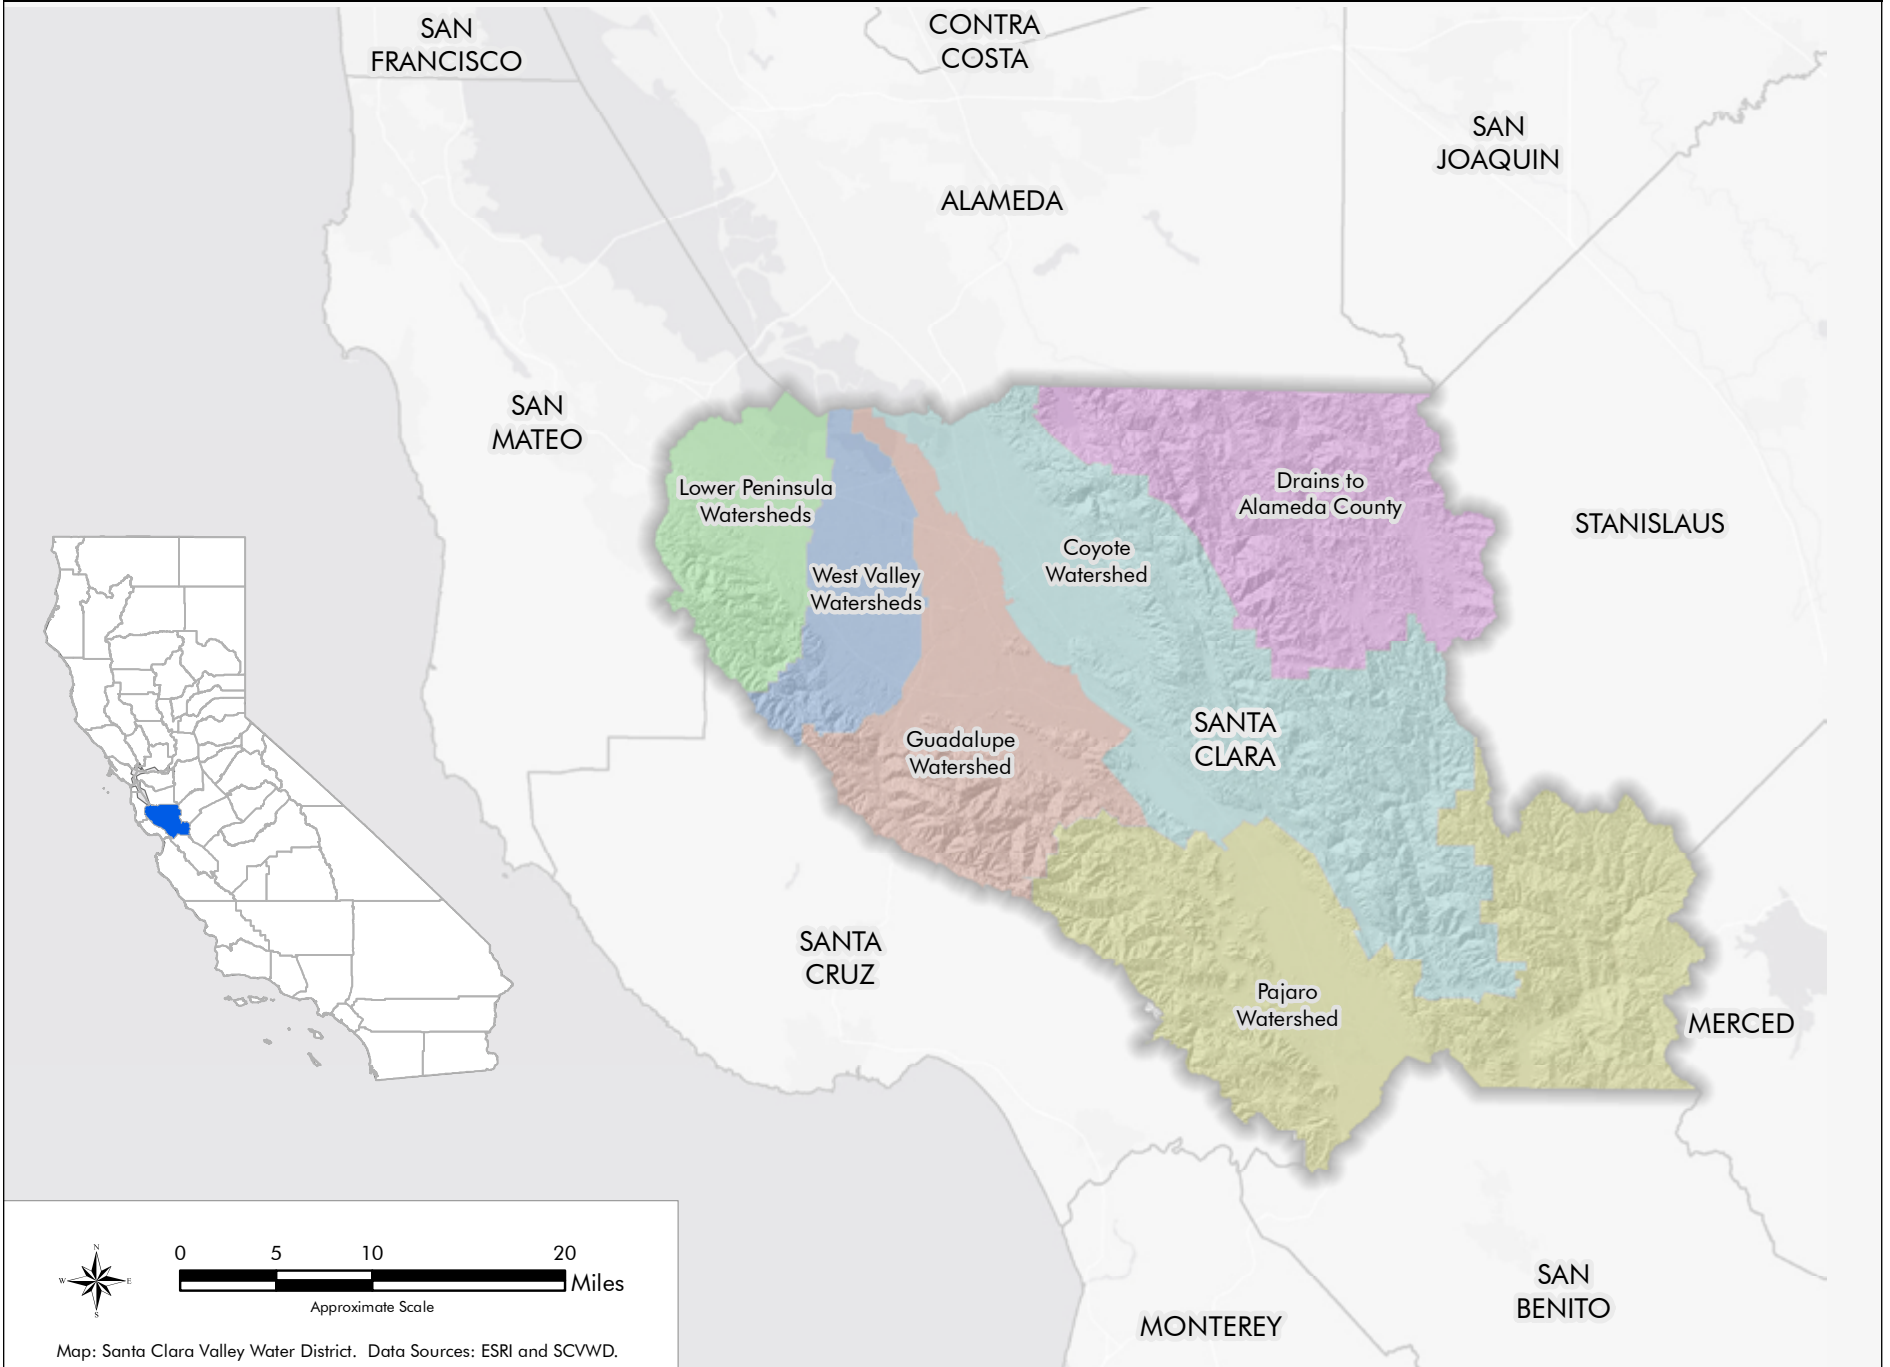 SAN
FRANCISCO
CONTRA
COSTA
SAN
JOAQUIN
ALAMEDA
SAN
MATEO
Lower Peninsula
Watersheds
Drains to
Alameda County
STANISLAUS
Coyote
Watershed
West Valley
Watersheds
SANTA
CLARA
Guadalupe
Watershed
SANTA
CRUZ
Pajaro
Watershed
MERCED
N
W
E
S
0 5 10 20
Miles
Approximate Scale
SAN
BENITO
MONTEREY
Map: Santa Clara Valley Water District. Data Sources: ESRI and SCVWD.